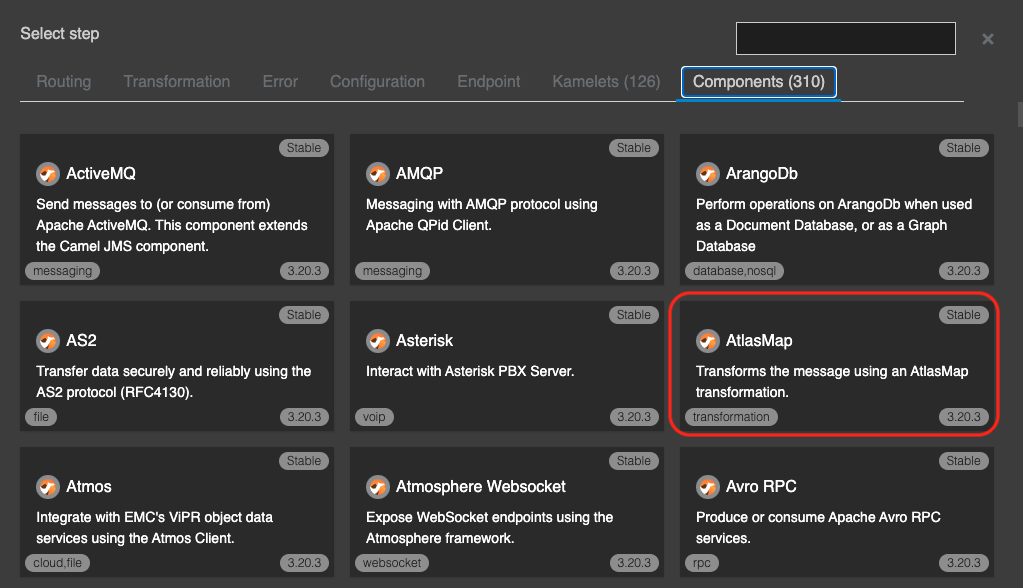 Select step
Routing Transformation Error Configuration Endpoint Kamelets (126) Components (310)
Stable
ActiveMQ
Send messages to (or consume from)
Apache ActiveMQ. This component extends
the Camel JMS component.
messaging 3.20.3
Stable
AMQP
Messaging with AMQP protocol using
Apache QPid Client.
messaging 3.20.3
Stable
ArangoDb
Perform operations on ArangoDb when used
as a Document Database, or as a Graph
Database
database,nosql 3.20.3
Stable
AS2
Transfer data securely and reliably using the
AS2 protocol (RFC4130).
file 3.20.3
Stable
Asterisk
Interact with Asterisk PBX Server.
voip 3.20.3
Stable
AtlasMap
Transforms the message using an AtlasMap
transformation.
transformation 3.20.3
Stable
Atmos
Integrate with EMC's ViPR object data
services using the Atmos Client.
cloud,file 3.20.3
Stable
Atmosphere Websocket
Expose WebSocket endpoints using the
Atmosphere framework.
websocket 3.20.3
Stable
Avro RPC
Produce or consume Apache Avro RPC
services.
rpc 3.20.3